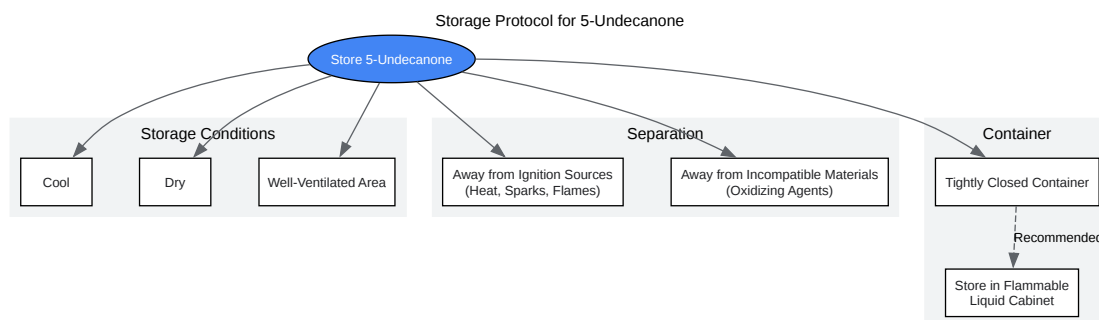 Storage Protocol for 5-Undecanone
Store 5-Undecanone
Storage Conditions
Separation
Container
Cool
Dry
Well-Ventilated Area
Away from Ignition Sources
(Heat, Sparks, Flames)
Away from Incompatible Materials
(Oxidizing Agents)
Tightly Closed Container
Recommended
Store in Flammable
Liquid Cabinet